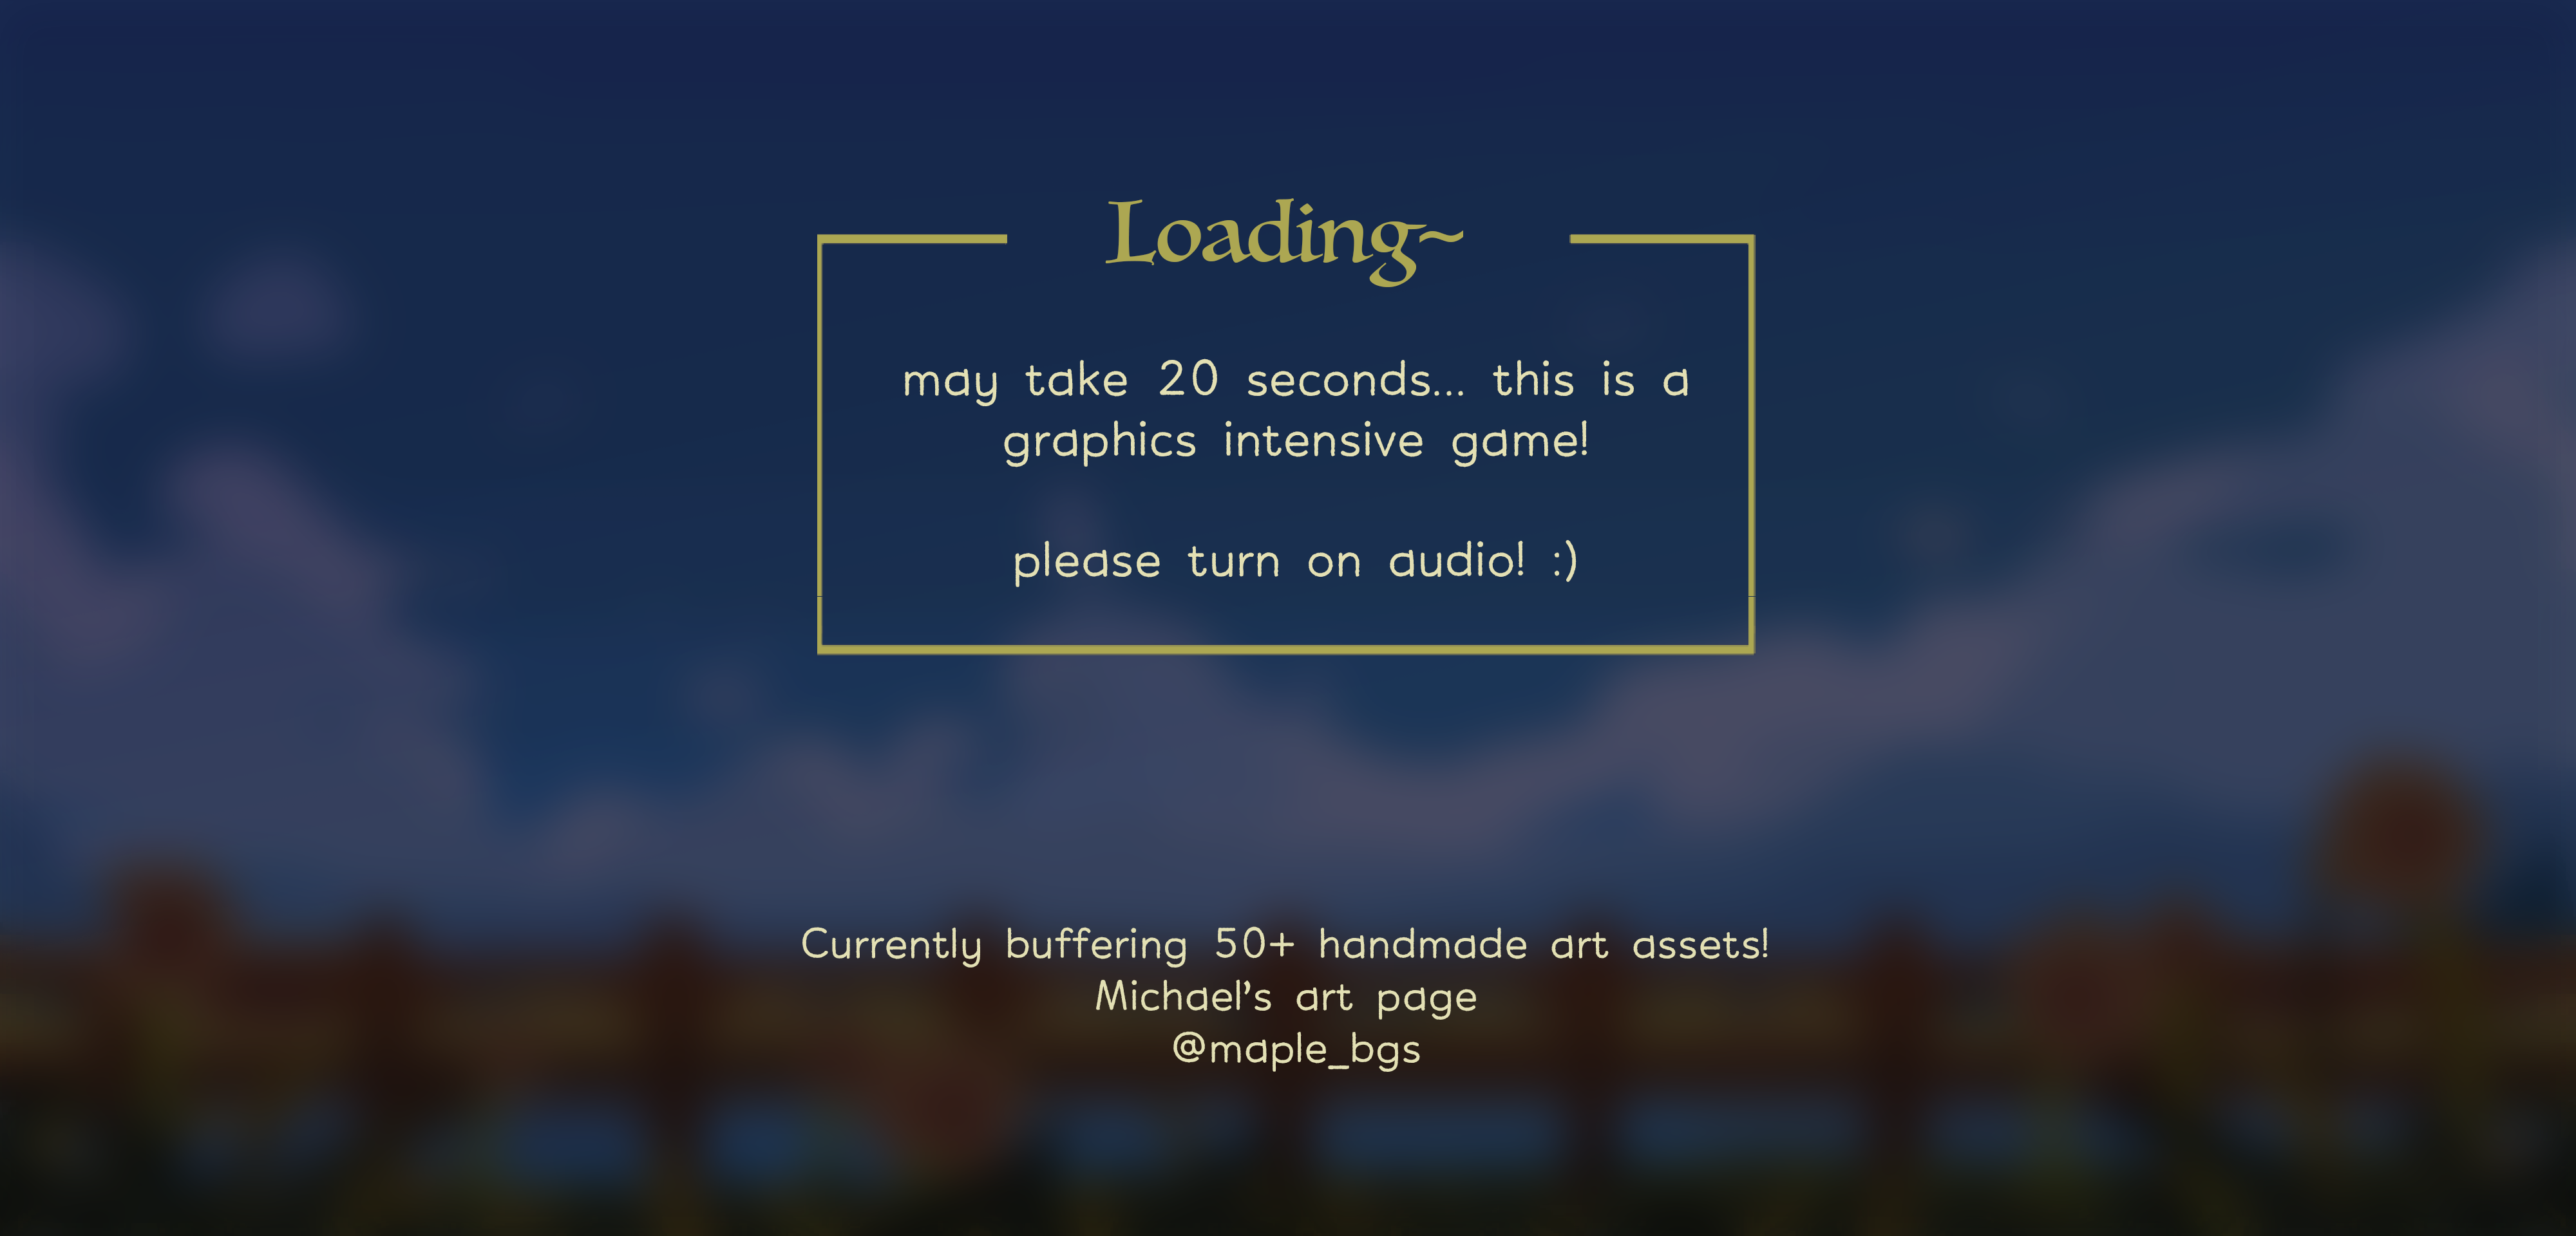 Loading~
may take 20 seconds... this is a
graphics intensive game!
please turn on audio! :)
Currently buffering 50+ handmade art assets!
Michael's art page
@maple_bgs